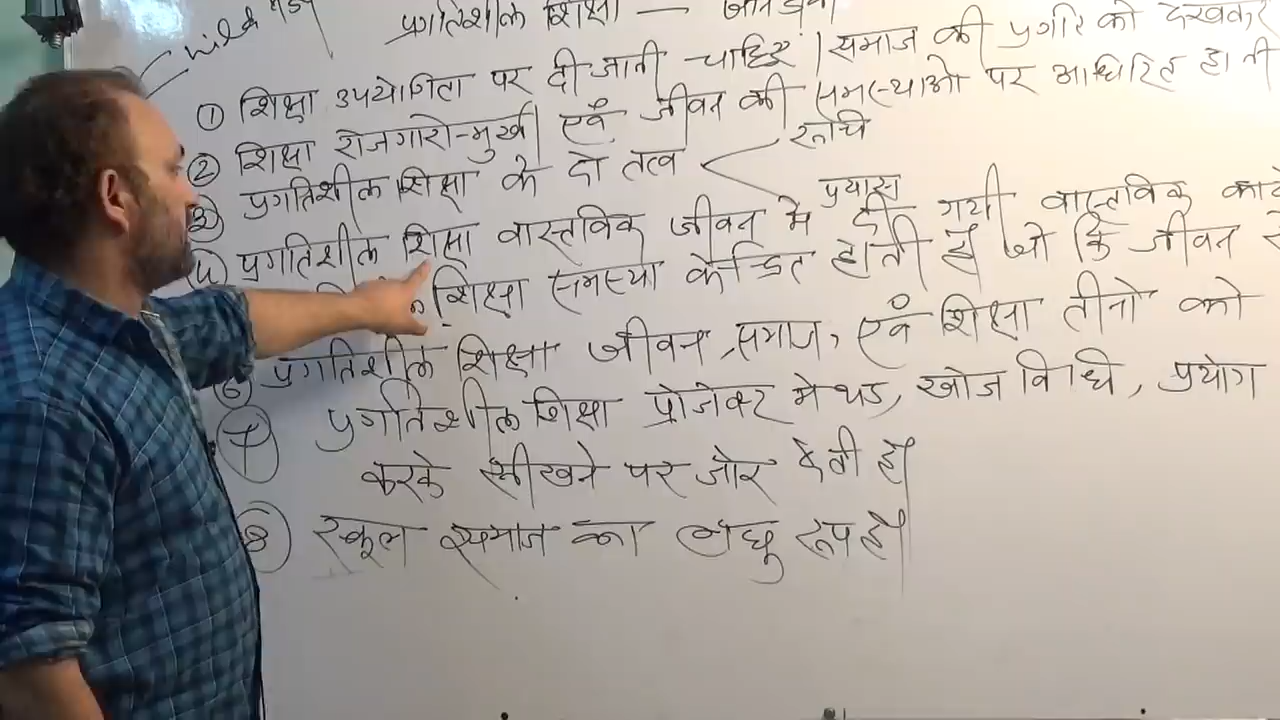 प्रगतिशील शिक्षा — जॉन
① शिक्षा उपयोगिता पर दी जानी चाहिए। समाज की प्रगति को देखकर
② शिक्षा रोजगारोन्मुखी एवं जीवन की समस्याओ पर आधारित होती
③ प्रगतिशील शिक्षा के दो तत्व रूचि
प्रयास
④ प्रगतिशील शिक्षा वास्तविक जीवन मे दी गयी वास्तविक
शिक्षा समस्या केन्द्रित होती है जो कि जीवन
⑥ प्रगतिशील शिक्षा जीवन, समाज, एवं शिक्षा तीनो को
⑦ प्रगतिशील शिक्षा प्रोजेक्ट मेथड, खोज विधि, प्रयोग
करके सीखने पर जोर देती है।
⑧ स्कूल समाज का लघु रूप है।